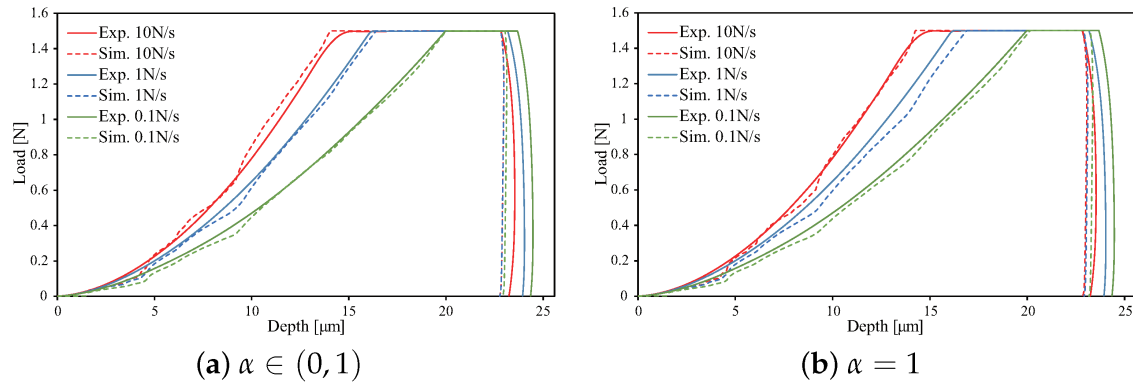 1.6
1.4
1.2
1
0.8
0.6
0.4
0.2
0
Load [N]
Exp. 10N/s
Sim. 10N/s
Exp. 1N/s
Sim. 1N/s
Exp. 0.1N/s
Sim. 0.1N/s
0 5 10 15 20 25
Depth [μm]
(a) α ∈ (0, 1)
1.6
1.4
1.2
1
0.8
0.6
0.4
0.2
0
Load [N]
Exp. 10N/s
Sim. 10N/s
Exp. 1N/s
Sim. 1N/s
Exp. 0.1N/s
Sim. 0.1N/s
0 5 10 15 20 25
Depth [μm]
(b) α = 1